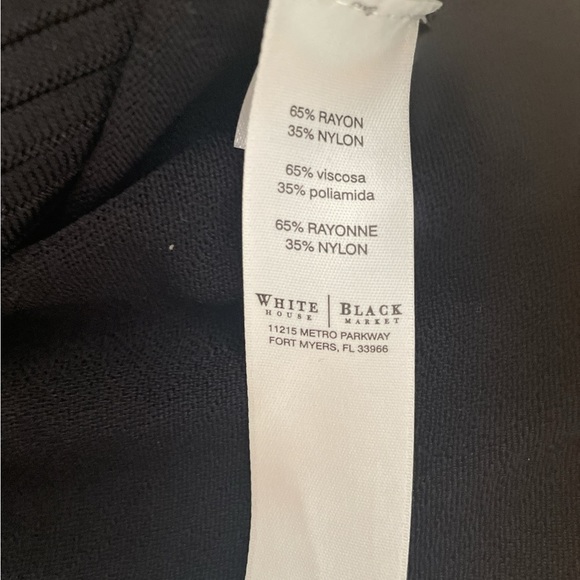 65% RAYON
35% NYLON
65% viscosa
35% poliamida
65% RAYONNE
35% NYLON
WHITE | BLACK
HOUSE MARKET
11215 METRO PARKWAY
FORT MYERS, FL 33966